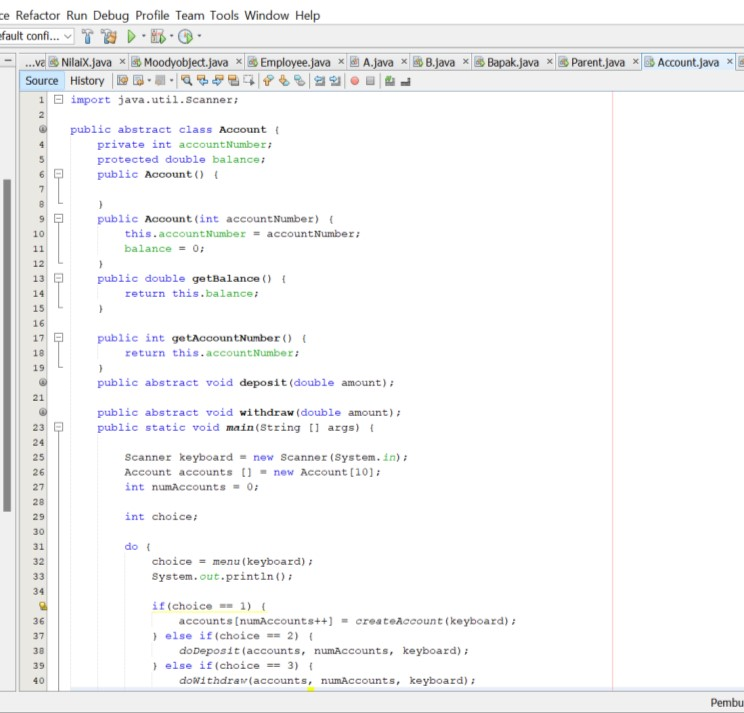 ce Refactor Run Debug Profile Team Tools Window Help
efault confi...
...va NilaiX.java × Moodyobject.java × Employee.java × A.java × B.java × Bapak.java × Parent.java × Account.java ×
Source History
1 import java.util.Scanner;
2
public abstract class Account {
4 private int accountNumber;
5 protected double balance;
6 public Account() {
7
8 }
9 public Account(int accountNumber) {
10 this.accountNumber = accountNumber;
11 balance = 0;
12 }
13 public double getBalance() {
14 return this.balance;
15 }
16
17 public int getAccountNumber() {
18 return this.accountNumber;
19 }
public abstract void deposit(double amount);
21
public abstract void withdraw(double amount);
23 public static void main(String [] args) {
24
25 Scanner keyboard = new Scanner(System.in);
26 Account accounts [] = new Account[10];
27 int numAccounts = 0;
28
29 int choice;
30
31 do {
32 choice = menu(keyboard);
33 System.out.println();
34
if(choice == 1) {
36 accounts[numAccounts++] = createAccount(keyboard);
37 } else if(choice == 2) {
38 doDeposit(accounts, numAccounts, keyboard);
39 } else if(choice == 3) {
40 doWithdraw(accounts, numAccounts, keyboard);
Pembu